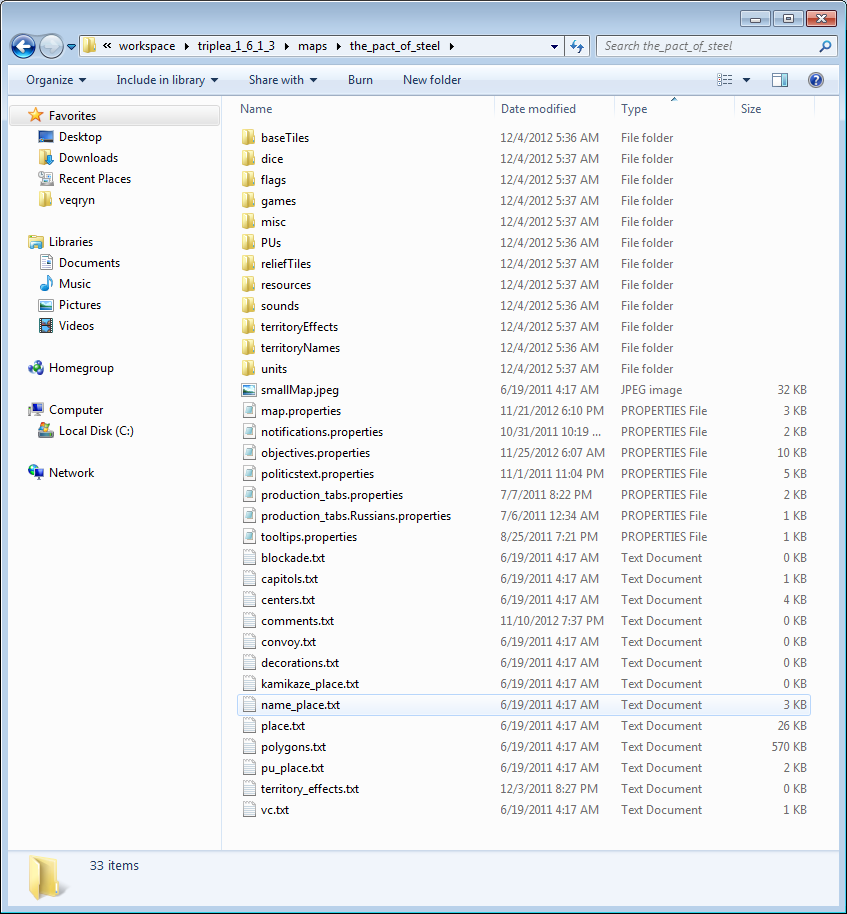 « workspace ▸ triplea_1_6_1_3 ▸ maps ▸ the_pact_of_steel ▸ Search the_pact_of_steel
Organize Include in library Share with Burn New folder
Favorites
Desktop
Downloads
Recent Places
veqryn
Libraries
Documents
Music
Pictures
Videos
Homegroup
Computer
Local Disk (C:)
Network
Name Date modified Type Size
baseTiles 12/4/2012 5:36 AM File folder
dice 12/4/2012 5:37 AM File folder
flags 12/4/2012 5:37 AM File folder
games 12/4/2012 5:37 AM File folder
misc 12/4/2012 5:37 AM File folder
PUs 12/4/2012 5:36 AM File folder
reliefTiles 12/4/2012 5:37 AM File folder
resources 12/4/2012 5:37 AM File folder
sounds 12/4/2012 5:37 AM File folder
territoryEffects 12/4/2012 5:37 AM File folder
territoryNames 12/4/2012 5:36 AM File folder
units 12/4/2012 5:37 AM File folder
smallMap.jpeg 6/19/2011 4:17 AM JPEG image 32 KB
map.properties 11/21/2012 6:10 PM PROPERTIES File 3 KB
notifications.properties 10/31/2011 10:19 ... PROPERTIES File 2 KB
objectives.properties 11/25/2012 6:07 AM PROPERTIES File 10 KB
politicstext.properties 11/1/2011 11:04 PM PROPERTIES File 5 KB
production_tabs.properties 7/7/2011 8:22 PM PROPERTIES File 2 KB
production_tabs.Russians.properties 7/6/2011 12:34 AM PROPERTIES File 1 KB
tooltips.properties 8/25/2011 7:21 PM PROPERTIES File 1 KB
blockade.txt 6/19/2011 4:17 AM Text Document 0 KB
capitols.txt 6/19/2011 4:17 AM Text Document 1 KB
centers.txt 6/19/2011 4:17 AM Text Document 4 KB
comments.txt 11/10/2012 7:37 PM Text Document 0 KB
convoy.txt 6/19/2011 4:17 AM Text Document 0 KB
decorations.txt 6/19/2011 4:17 AM Text Document 0 KB
kamikaze_place.txt 6/19/2011 4:17 AM Text Document 0 KB
name_place.txt 6/19/2011 4:17 AM Text Document 3 KB
place.txt 6/19/2011 4:17 AM Text Document 26 KB
polygons.txt 6/19/2011 4:17 AM Text Document 570 KB
pu_place.txt 6/19/2011 4:17 AM Text Document 2 KB
territory_effects.txt 12/3/2011 8:27 PM Text Document 0 KB
vc.txt 6/19/2011 4:17 AM Text Document 1 KB
33 items